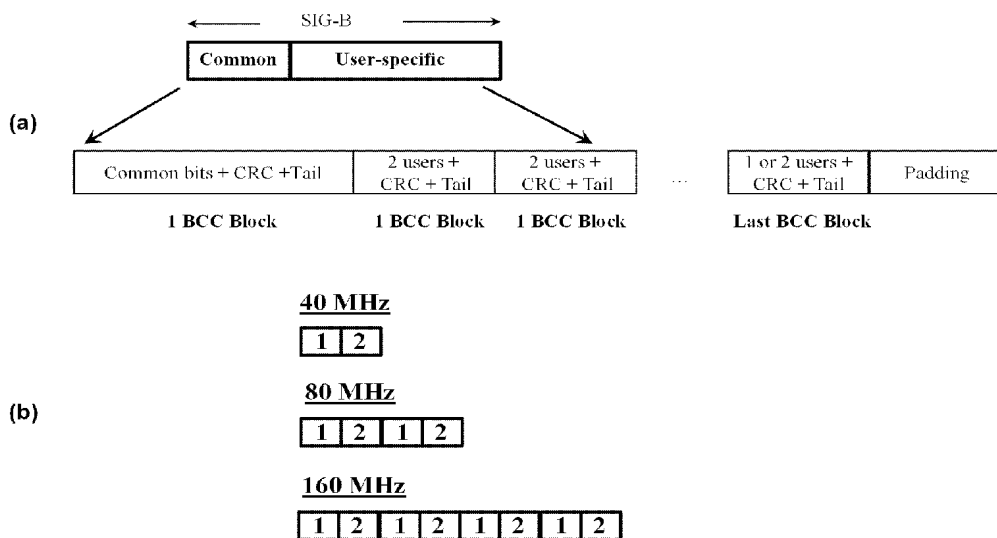 SIG-B
Common User-specific
(a)
Common bits + CRC +Tail
2 users +
CRC + Tail
2 users +
CRC + Tail
...
1 or 2 users +
CRC + Tail
Padding
1 BCC Block 1 BCC Block 1 BCC Block Last BCC Block
40 MHz
1 2
80 MHz
(b)
1 2 1 2
160 MHz
1 2 1 2 1 2 1 2